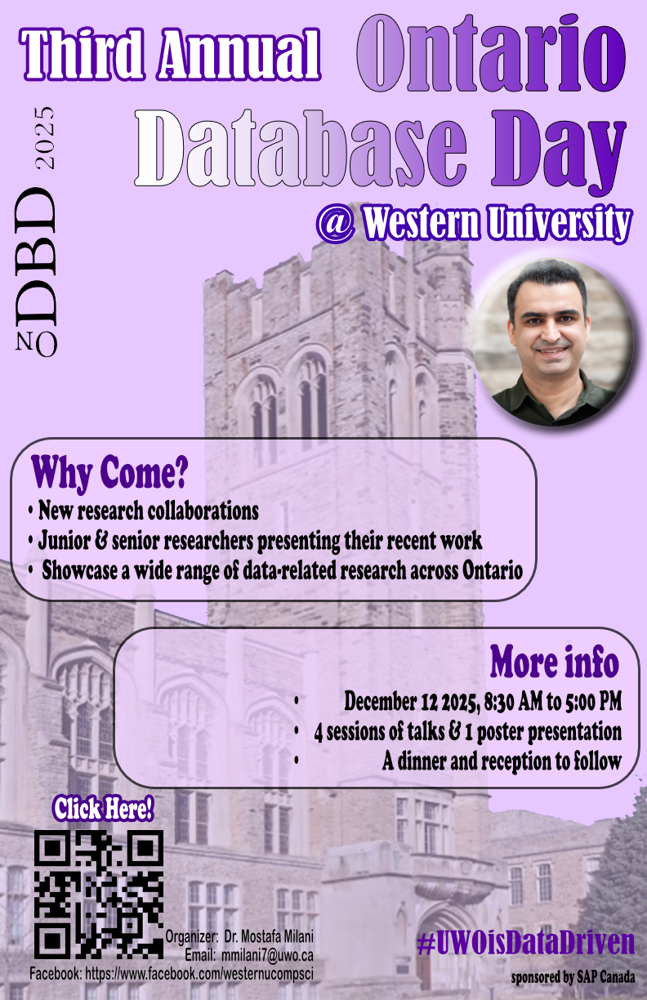 Third Annual
Ontario
Database Day
@ Western University
ON DBD 2025
Why Come?
• New research collaborations
• Junior & senior researchers presenting their recent work
• Showcase a wide range of data-related research across Ontario
More info
• December 12 2025, 8:30 AM to 5:00 PM
• 4 sessions of talks & 1 poster presentation
• A dinner and reception to follow
Click Here!
Organizer: Dr. Mostafa Milani
Email: mmilani7@uwo.ca
Facebook: https://www.facebook.com/westernucompsci
#UWOisDataDriven
sponsored by SAP Canada